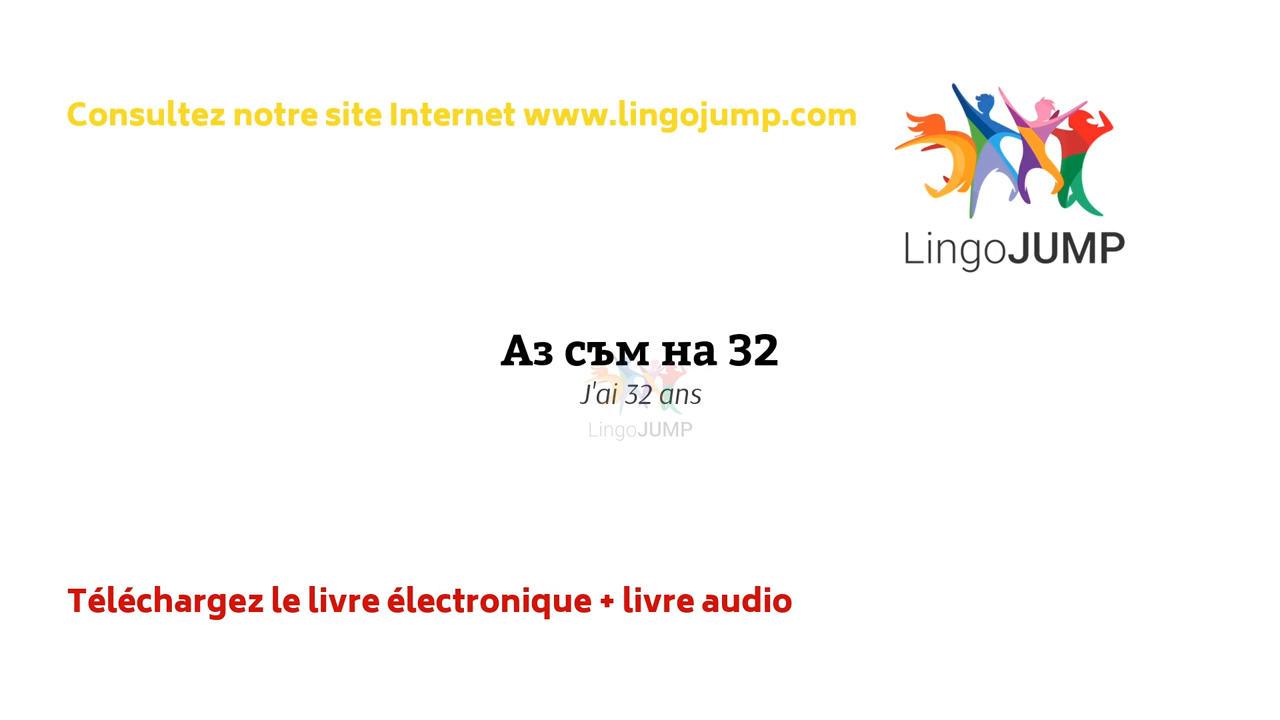 Consultez notre site Internet www.lingojump.com
LingoJUMP
Аз съм на 32
J'ai 32 ans
LingoJUMP
Téléchargez le livre électronique + livre audio